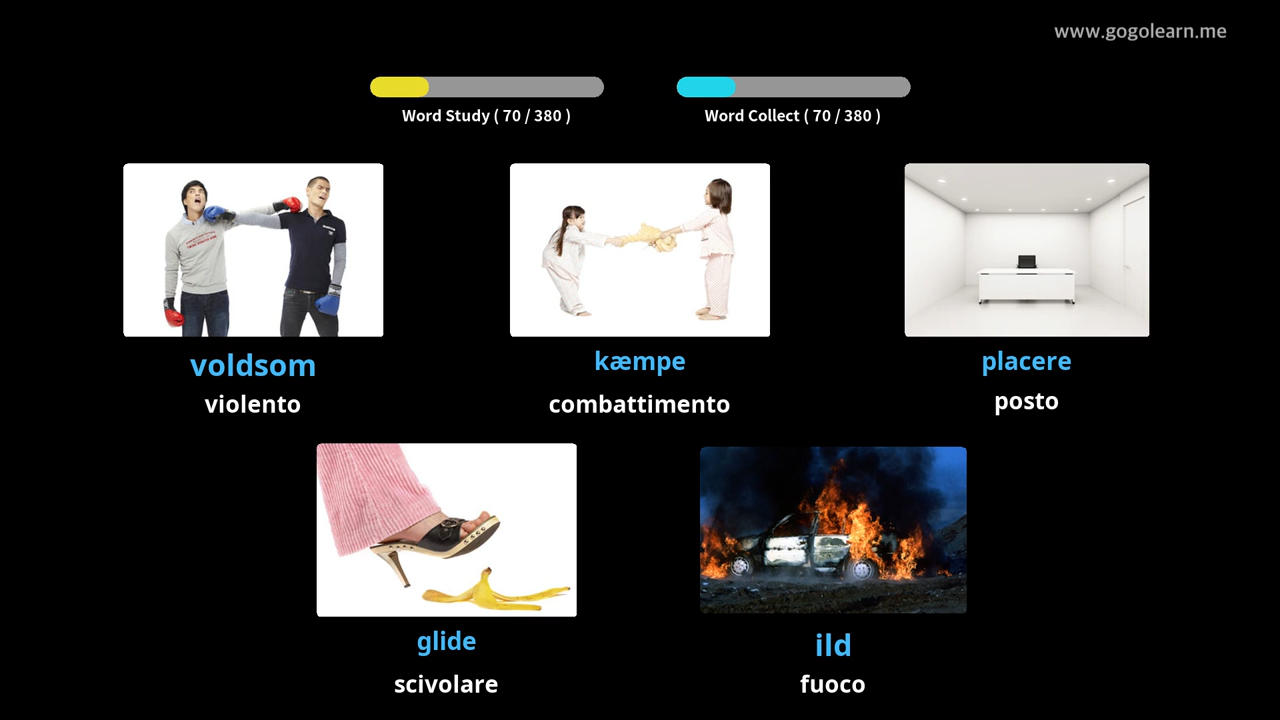 www.gogolearn.me
Word Study ( 70 / 380 )
Word Collect ( 70 / 380 )
voldsom
violento
kæmpe
combattimento
placere
posto
glide
scivolare
ild
fuoco